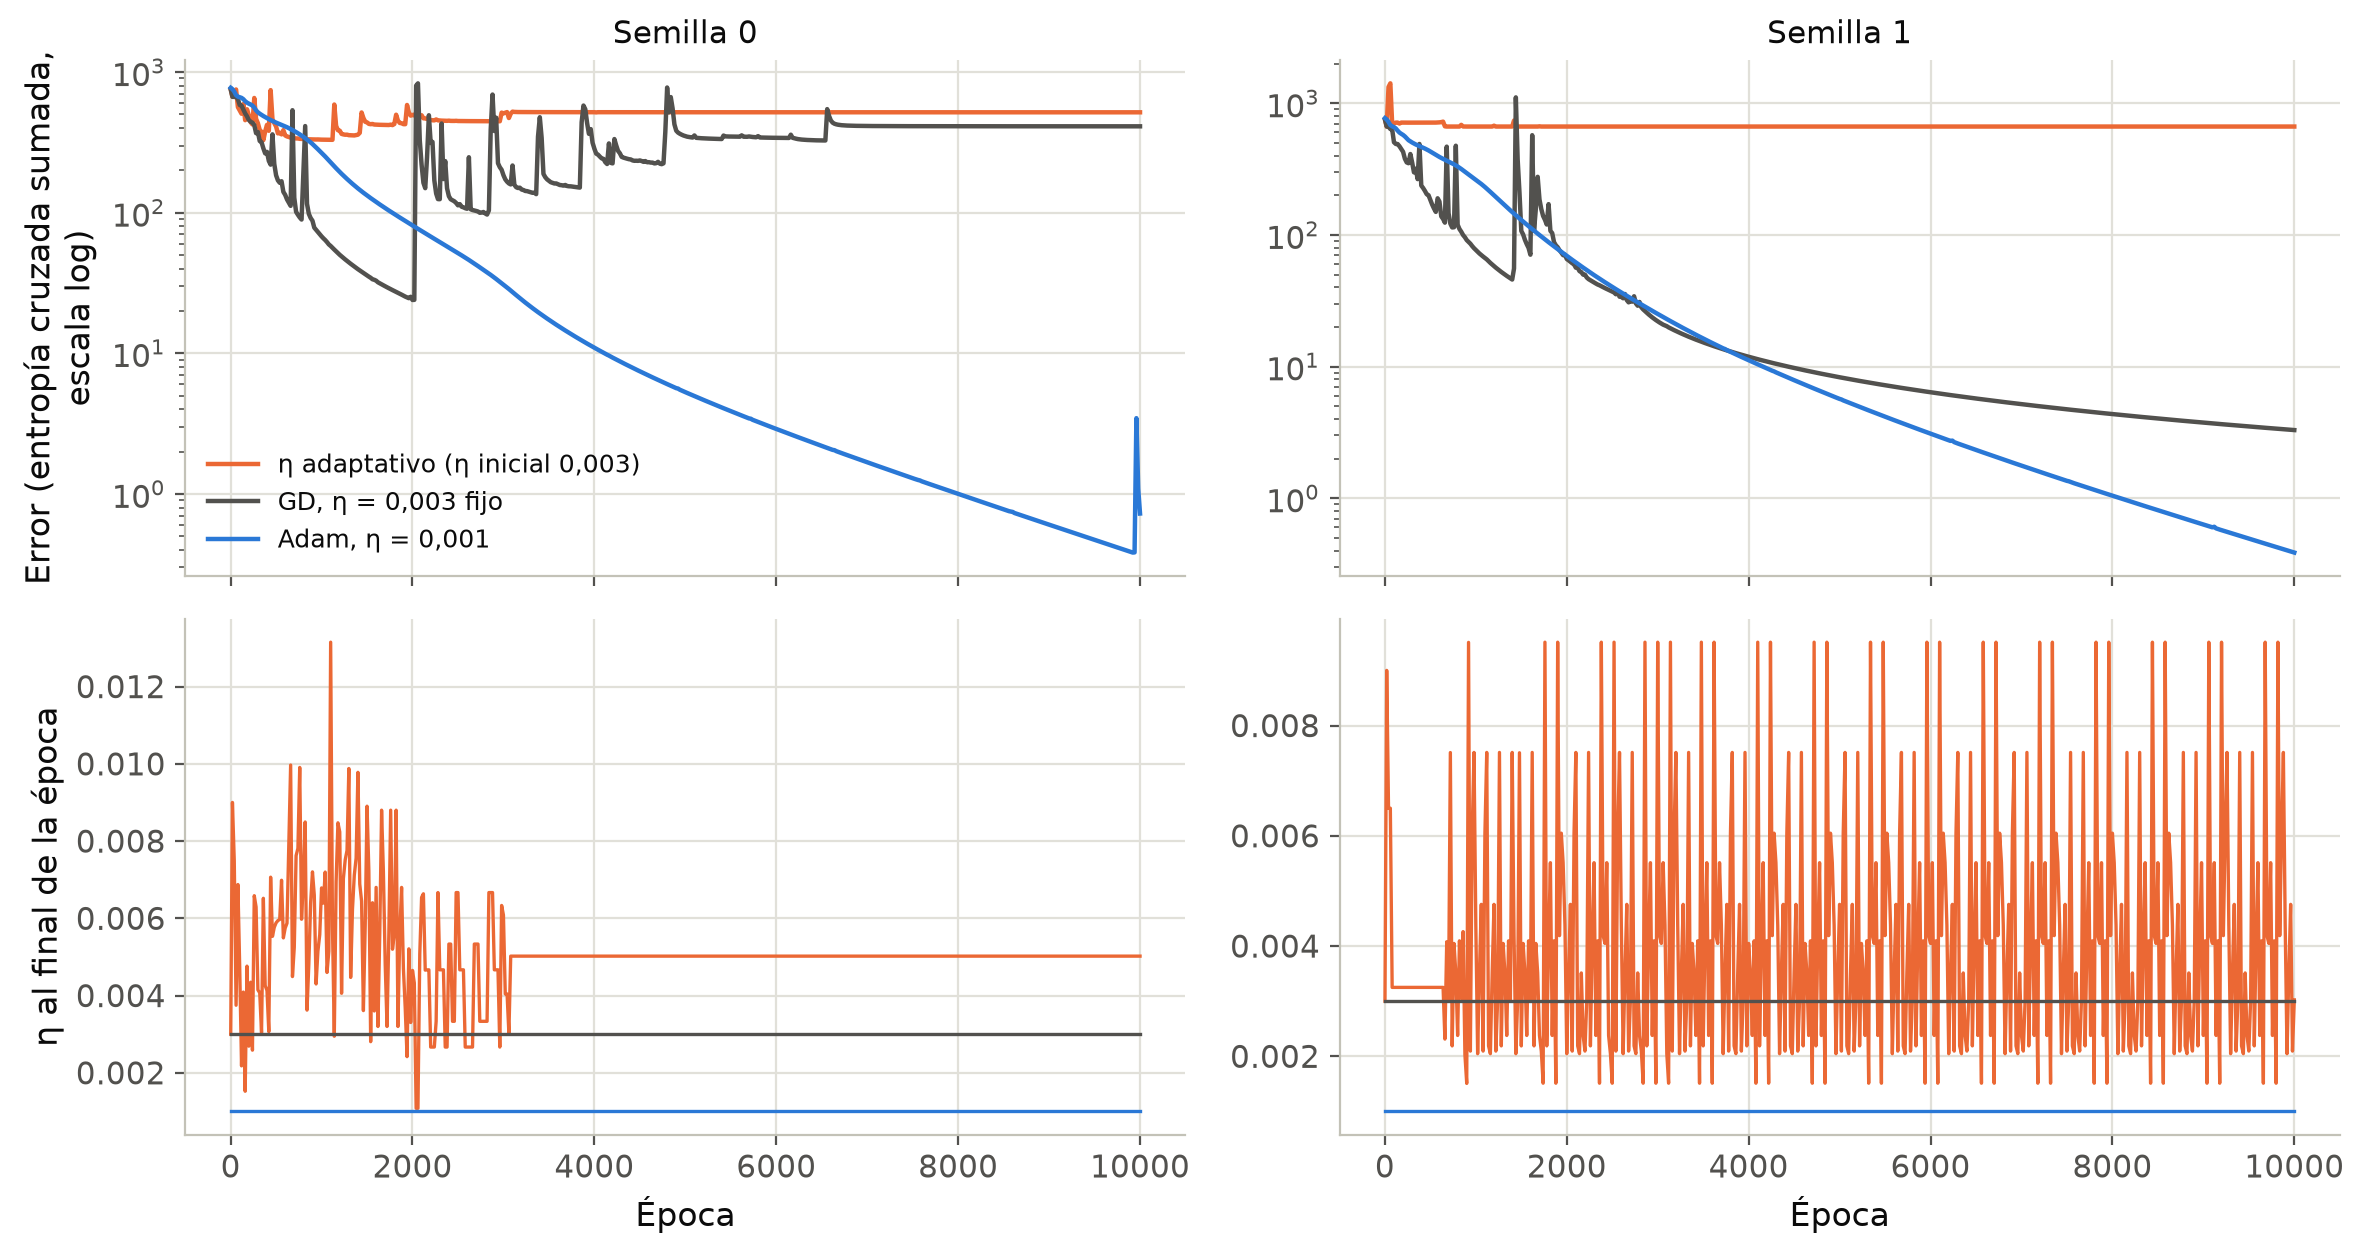 Semilla 0
Semilla 1
Error (entropía cruzada sumada,
escala log)
10³
10²
10¹
10⁰
η adaptativo (η inicial 0,003)
GD, η = 0,003 fijo
Adam, η = 0,001
10³
10²
10¹
10⁰
η al final de la época
0.012
0.010
0.008
0.006
0.004
0.002
0 2000 4000 6000 8000 10000
Época
0.008
0.006
0.004
0.002
0 2000 4000 6000 8000 10000
Época